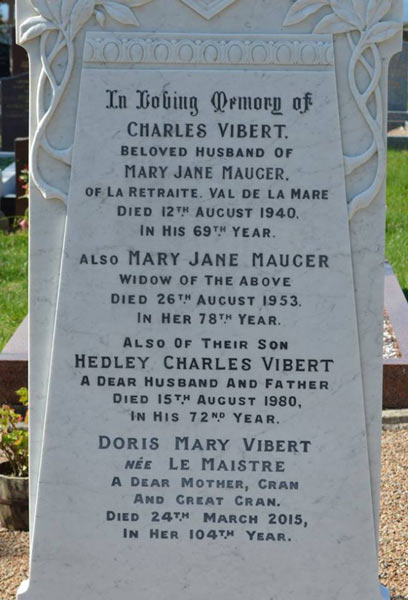 In Loving Memory of
CHARLES VIBERT.
BELOVED HUSBAND OF
MARY JANE MAUGER,
OF LA RETRAITE. VAL DE LA MARE
DIED 12TH AUGUST 1940.
IN HIS 69TH YEAR.
ALSO MARY JANE MAUGER
WIDOW OF THE ABOVE
DIED 26TH AUGUST 1953.
IN HER 78TH YEAR.
ALSO OF THEIR SON
HEDLEY CHARLES VIBERT
A DEAR HUSBAND AND FATHER
DIED 15TH AUGUST 1980,
IN HIS 72ND YEAR.
DORIS MARY VIBERT
NÉE LE MAISTRE
A DEAR MOTHER, GRAN
AND GREAT GRAN.
DIED 24TH MARCH 2015,
IN HER 104TH YEAR.